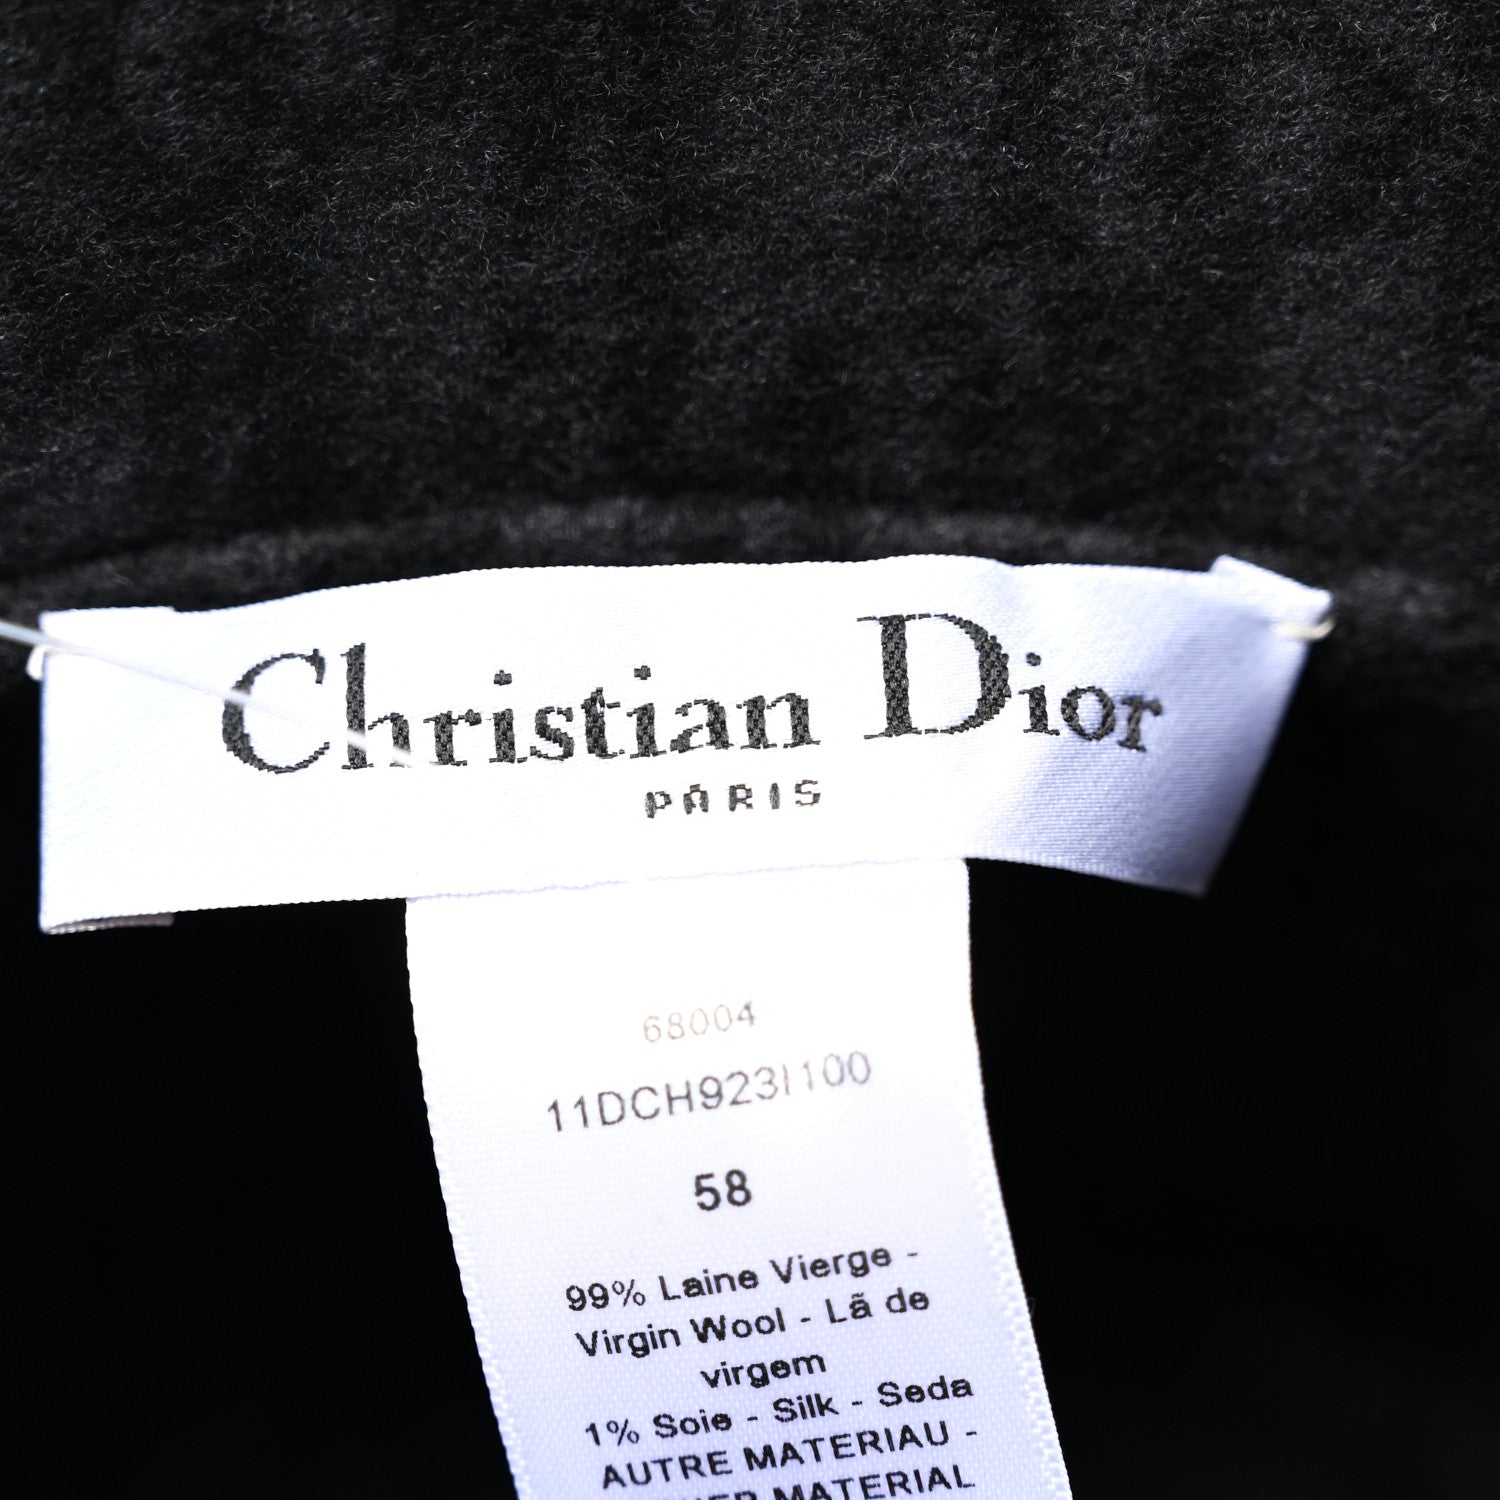 Christian Dior
PARIS
68004
11DCH923I100
58
99% Laine Vierge -
Virgin Wool - Lã de
virgem
1% Soie - Silk - Seda
AUTRE MATERIAU -
MATERIAL